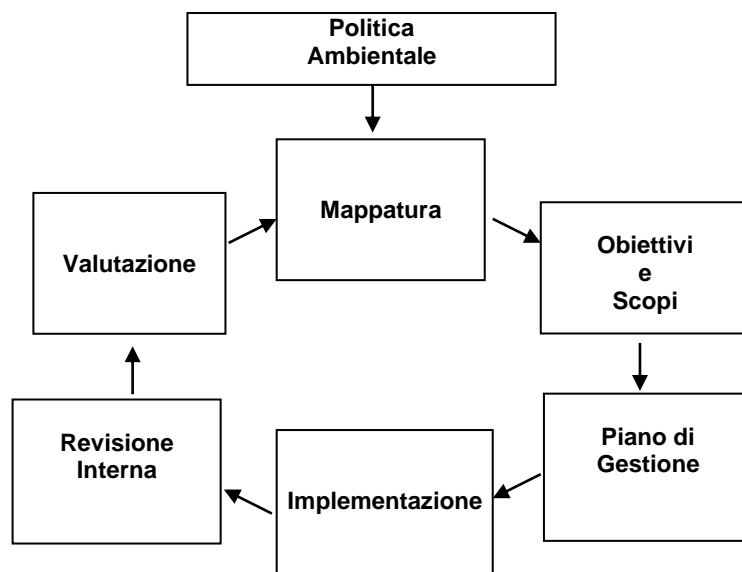 Politica
Ambientale
Mappatura
Obiettivi
e
Scopi
Piano di
Gestione
Implementazione
Revisione
Interna
Valutazione